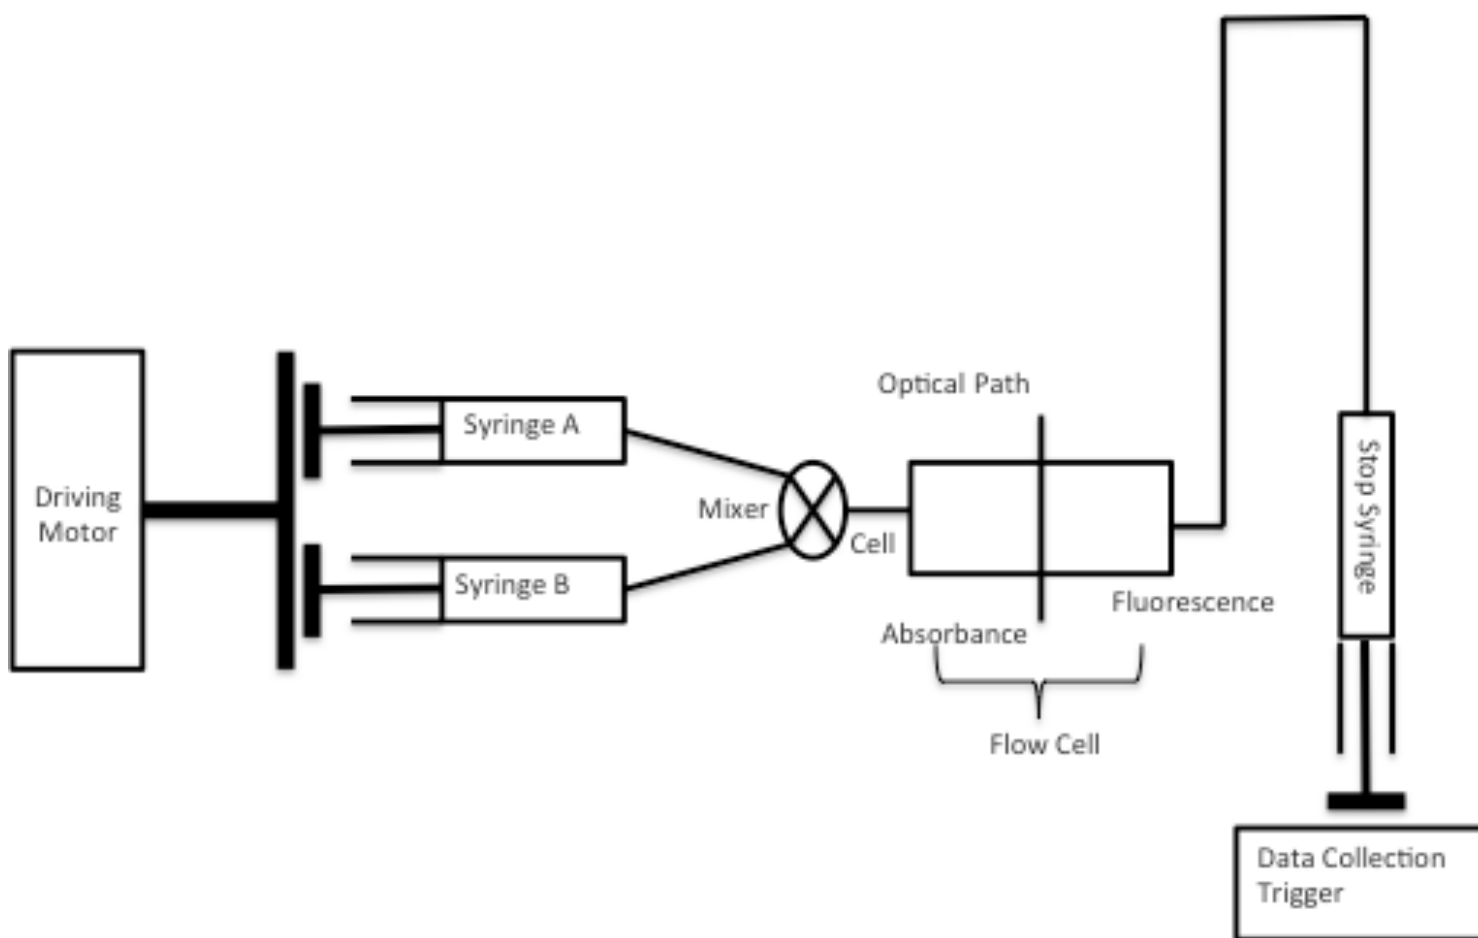 Driving
Motor
Syringe A
Syringe B
Mixer
Cell
Optical Path
Absorbance
Fluorescence
Flow Cell
Stop Syringe
Data Collection
Trigger